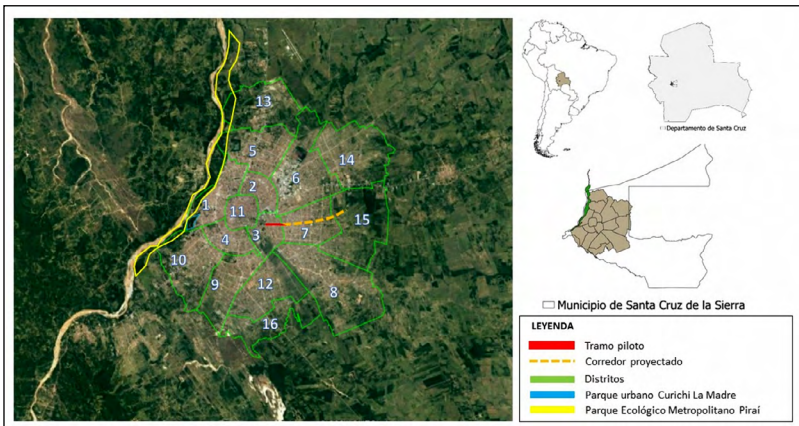 13
5
6
14
2
1
11
15
3
7
4
10
9
12
8
16
Departamento de Santa Cruz
Municipio de Santa Cruz de la Sierra
LEYENDA
Tramo piloto
Corredor proyectado
Distritos
Parque urbano Curichi La Madre
Parque Ecológico Metropolitano Piraí